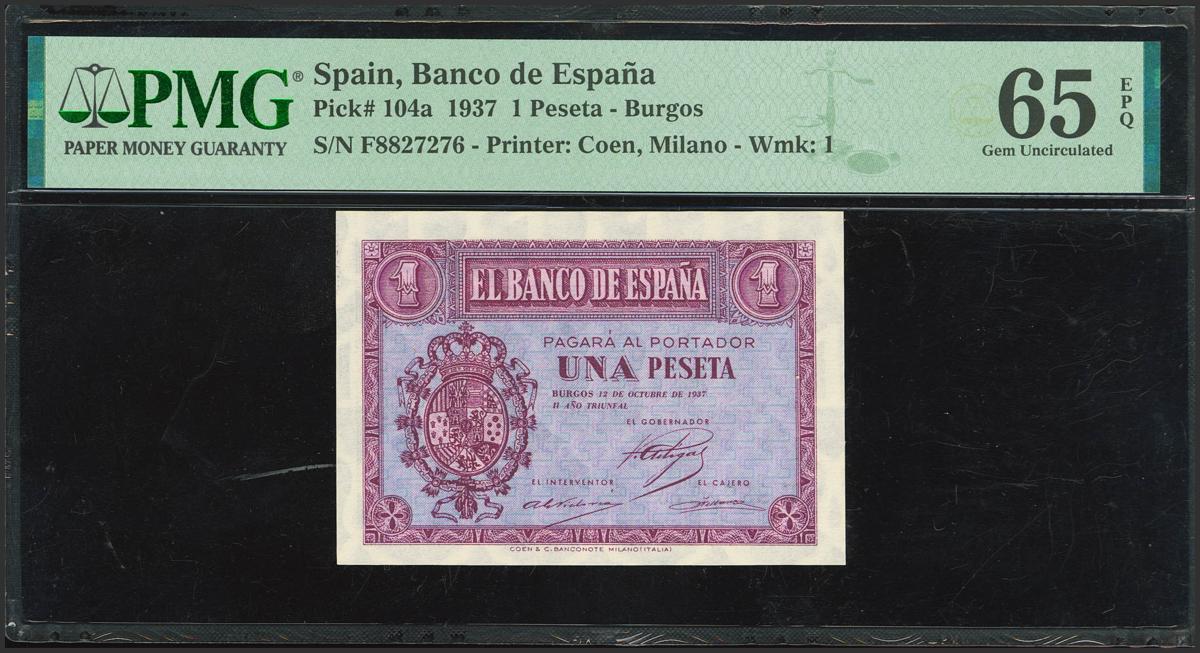 PMG®
PAPER MONEY GUARANTY
Spain, Banco de España
Pick# 104a 1937 1 Peseta - Burgos
S/N F8827276 - Printer: Coen, Milano - Wmk: 1
65
EPQ
Gem Uncirculated
1
EL BANCO DE ESPAÑA
1
PAGARÁ AL PORTADOR
UNA PESETA
BURGOS 12 DE OCTUBRE DE 1937
II AÑO TRIUNFAL
EL GOBERNADOR
EL INTERVENTOR
EL CAJERO
COEN & C. BANCONOTE MILANO (ITALIA)